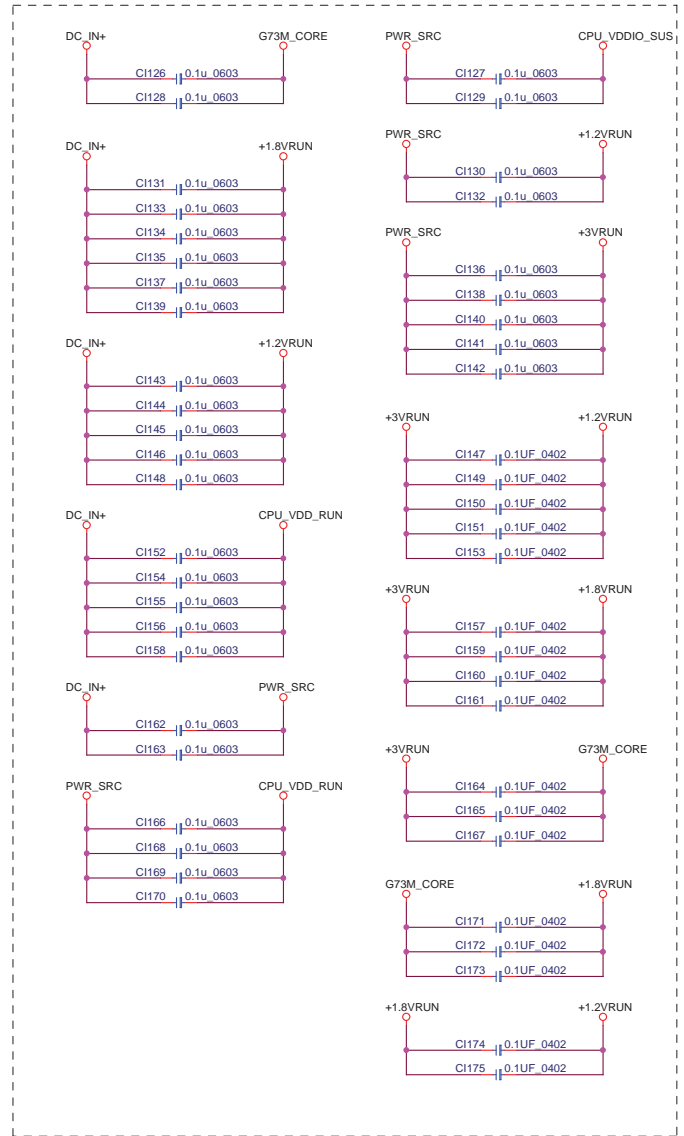 DC_IN+ G73M_CORE
CI126 0.1u_0603
CI128 0.1u_0603
DC_IN+ +1.8VRUN
CI131 0.1u_0603
CI133 0.1u_0603
CI134 0.1u_0603
CI135 0.1u_0603
CI137 0.1u_0603
CI139 0.1u_0603
DC_IN+ +1.2VRUN
CI143 0.1u_0603
CI144 0.1u_0603
CI145 0.1u_0603
CI146 0.1u_0603
CI148 0.1u_0603
DC_IN+ CPU_VDD_RUN
CI152 0.1u_0603
CI154 0.1u_0603
CI155 0.1u_0603
CI156 0.1u_0603
CI158 0.1u_0603
DC_IN+ PWR_SRC
CI162 0.1u_0603
CI163 0.1u_0603
PWR_SRC CPU_VDD_RUN
CI166 0.1u_0603
CI168 0.1u_0603
CI169 0.1u_0603
CI170 0.1u_0603
PWR_SRC CPU_VDDIO_SUS
CI127 0.1u_0603
CI129 0.1u_0603
PWR_SRC +1.2VRUN
CI130 0.1u_0603
CI132 0.1u_0603
PWR_SRC +3VRUN
CI136 0.1u_0603
CI138 0.1u_0603
CI140 0.1u_0603
CI141 0.1u_0603
CI142 0.1u_0603
+3VRUN +1.2VRUN
CI147 0.1UF_0402
CI149 0.1UF_0402
CI150 0.1UF_0402
CI151 0.1UF_0402
CI153 0.1UF_0402
+3VRUN +1.8VRUN
CI157 0.1UF_0402
CI159 0.1UF_0402
CI160 0.1UF_0402
CI161 0.1UF_0402
+3VRUN G73M_CORE
CI164 0.1UF_0402
CI165 0.1UF_0402
CI167 0.1UF_0402
G73M_CORE +1.8VRUN
CI171 0.1UF_0402
CI172 0.1UF_0402
CI173 0.1UF_0402
+1.8VRUN +1.2VRUN
CI174 0.1UF_0402
CI175 0.1UF_0402